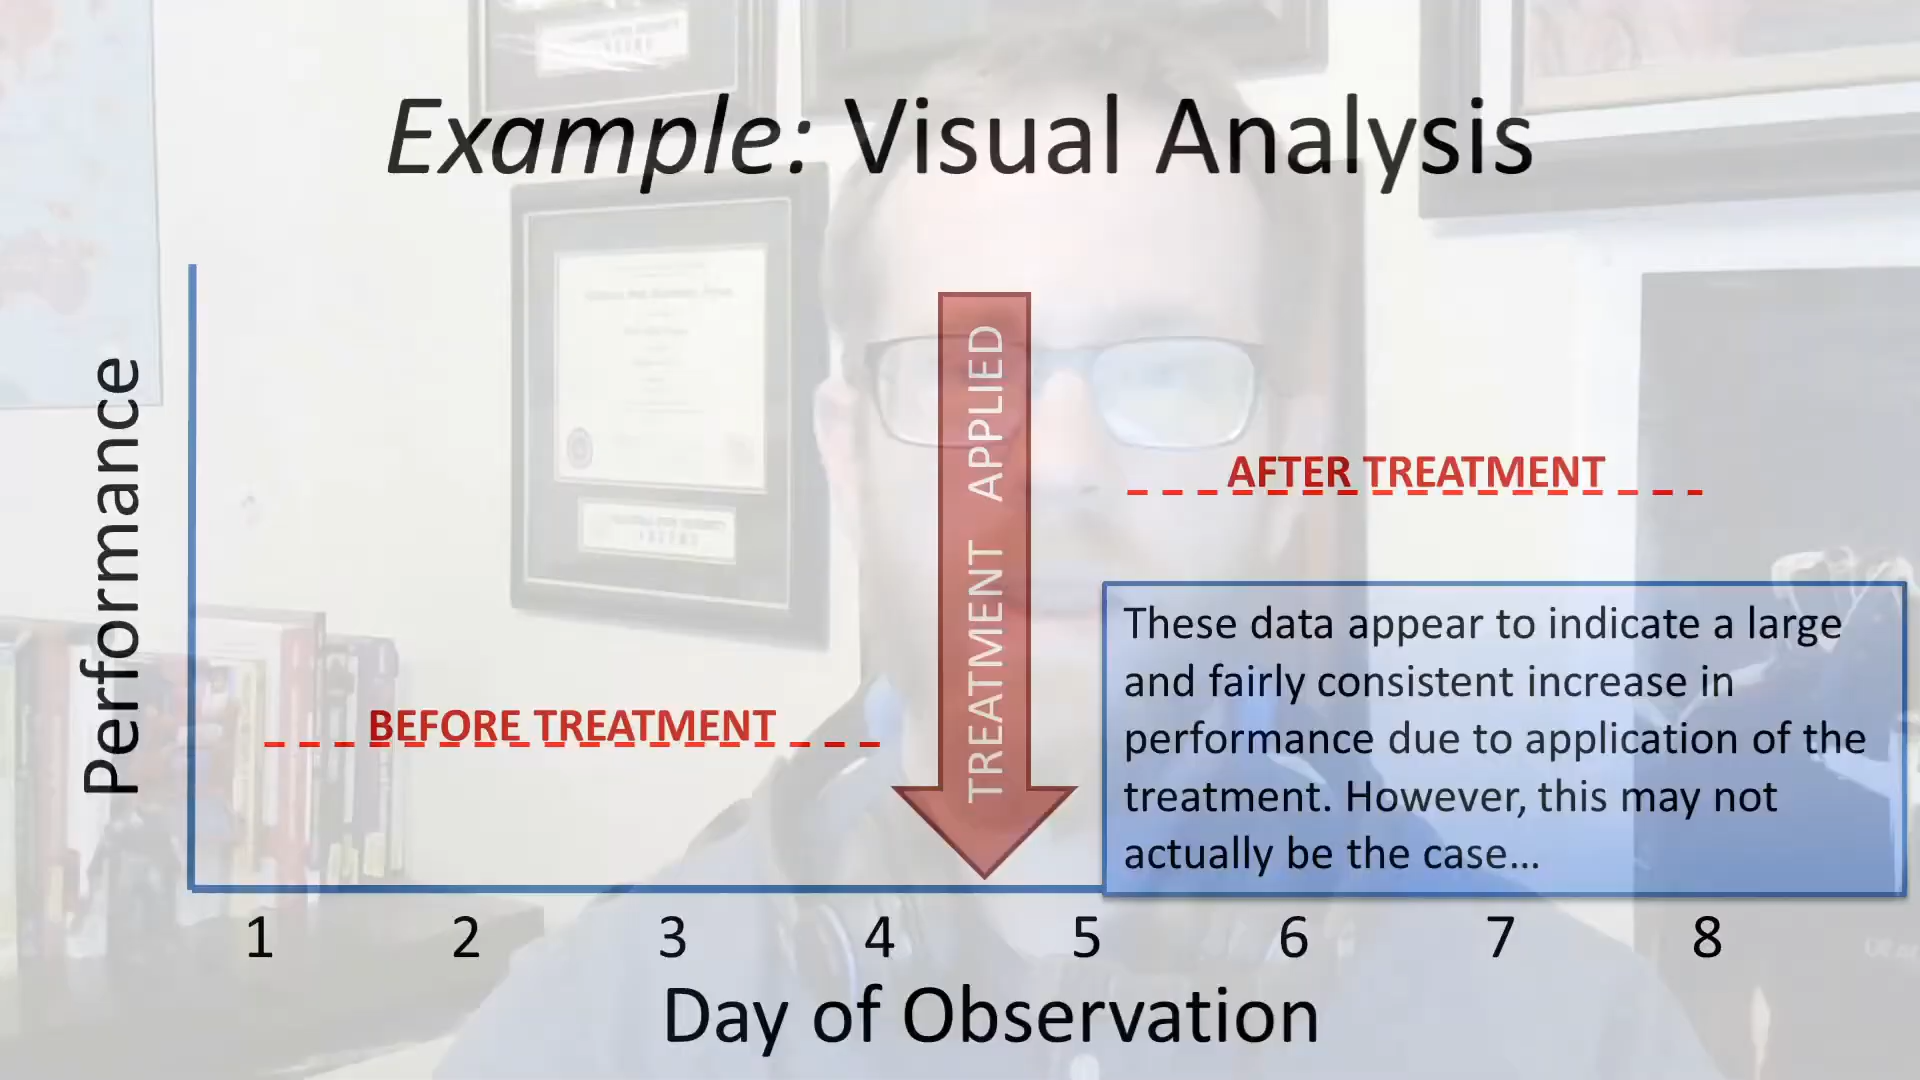 Example: Visual Analysis
Performance
TREATMENT APPLIED
AFTER TREATMENT
BEFORE TREATMENT
These data appear to indicate a large
and fairly consistent increase in
performance due to application of the
treatment. However, this may not
actually be the case…
1 2 3 4 5 6 7 8
Day of Observation